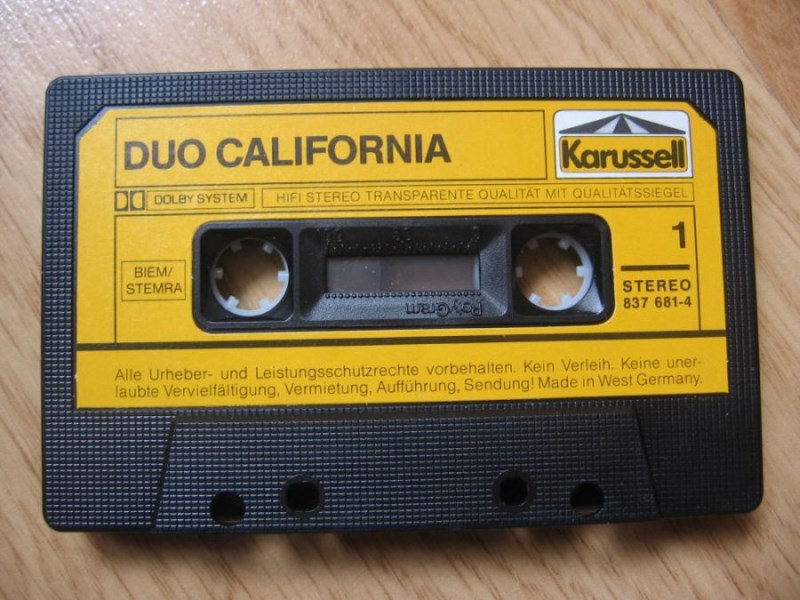 DUO CALIFORNIA
Karussell
DOLBY SYSTEM
HIFI STEREO TRANSPARENTE QUALITÄT MIT QUALITÄTSSIEGEL
1
BIEM/
STEMRA
STEREO
837 681-4
PolyGram
Alle Urheber- und Leistungsschutzrechte vorbehalten. Kein Verleih. Keine uner-
laubte Vervielfältigung, Vermietung, Aufführung, Sendung! Made in West Germany.